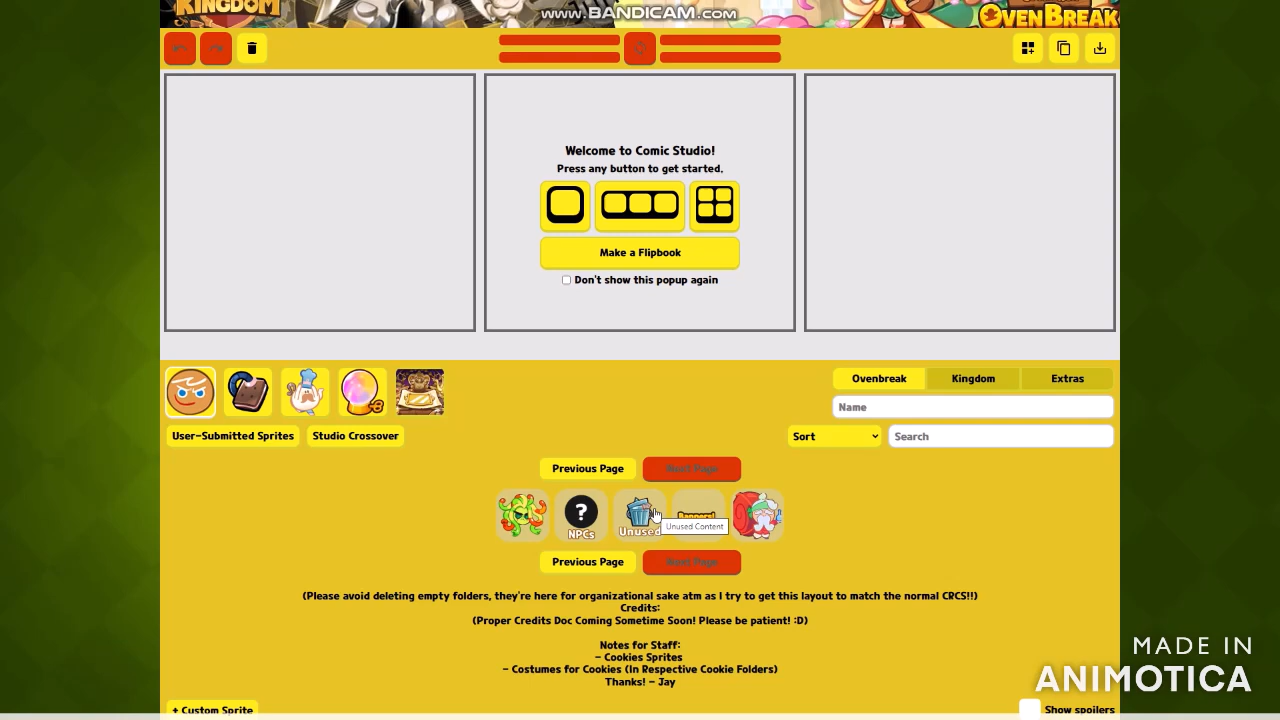 KINGDOM
www.BANDICAM.com
OVENBREAK
Welcome to Comic Studio!
Press any button to get started.
Make a Flipbook
Don't show this popup again
Ovenbreak
Kingdom
Extras
Name
User-Submitted Sprites
Studio Crossover
Sort
Search
Previous Page
Next Page
?
NPCs
Unused
Banners!
Unused Content
Previous Page
Next Page
(Please avoid deleting empty folders, they're here for organizational sake atm as I try to get this layout to match the normal CRCS!!)
Credits:
(Proper Credits Doc Coming Sometime Soon! Please be patient! :D)
Notes for Staff:
- Cookies Sprites
- Costumes for Cookies (In Respective Cookie Folders)
Thanks! - Jay
+ Custom Sprite
Show spoilers
MADE IN
ANIMOTICA